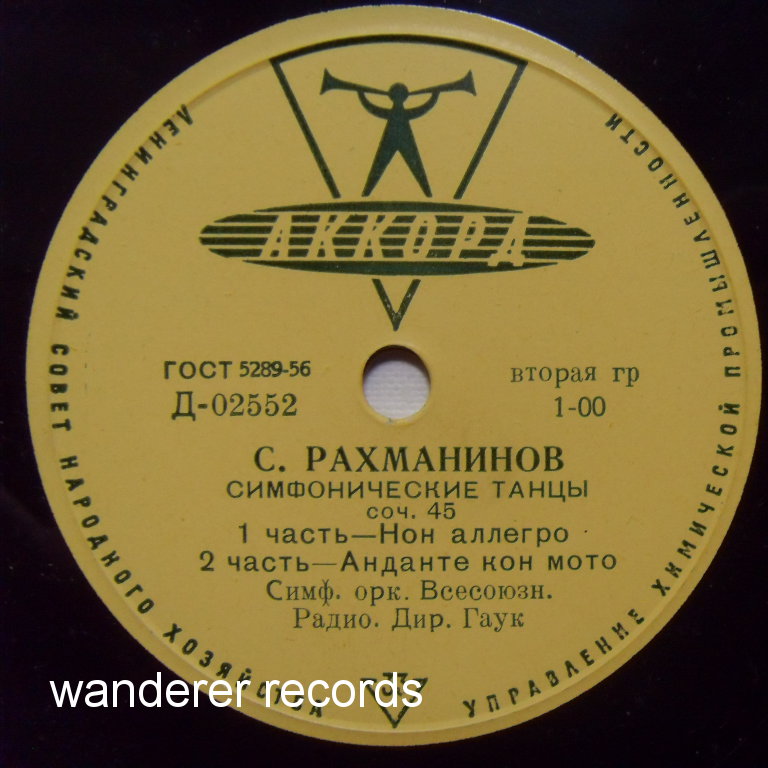 АККОРД
ЛЕНИНГРАДСКИЙ СОВЕТ НАРОДНОГО ХОЗЯЙСТВА
УПРАВЛЕНИЕ ХИМИЧЕСКОЙ ПРОМЫШЛЕННОСТИ
ГОСТ 5289-56
Д-02552
вторая гр
1-00
С. РАХМАНИНОВ
СИМФОНИЧЕСКИЕ ТАНЦЫ
соч. 45
1 часть—Нон аллегро
2 часть—Анданте кон мото
Симф. орк. Всесоюзн.
Радио. Дир. Гаук
33
wanderer records